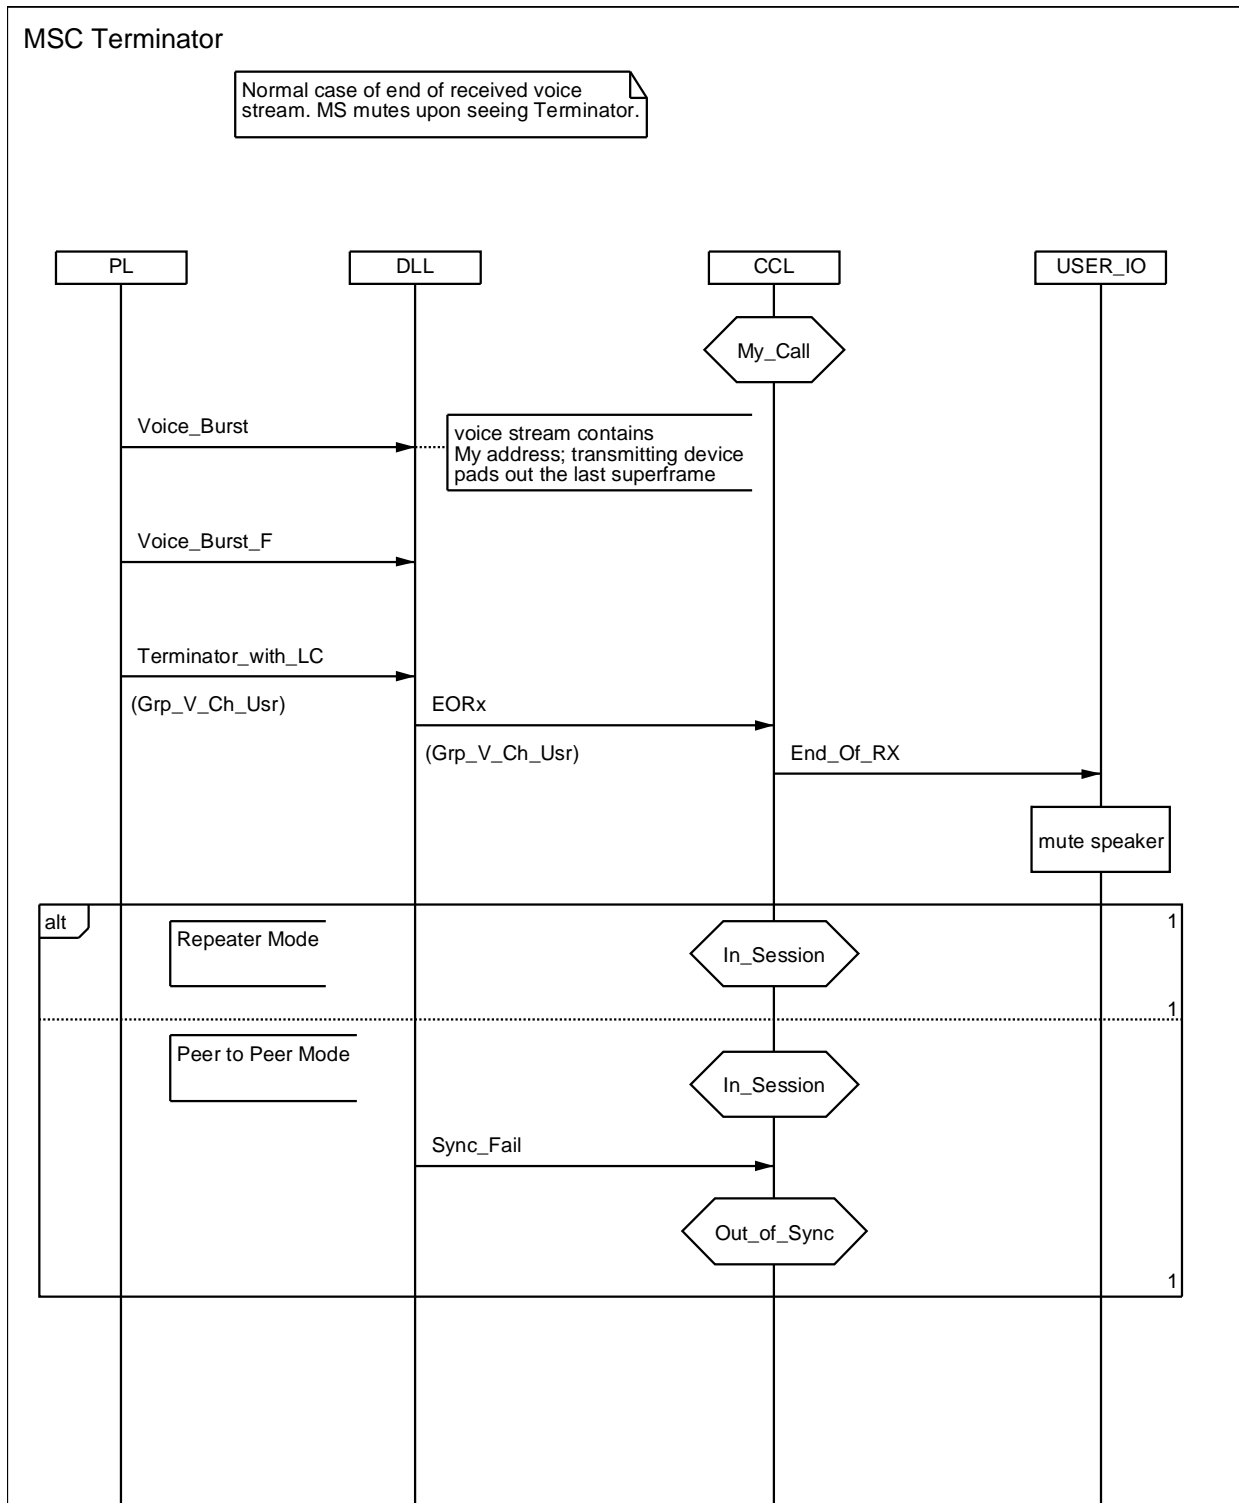 MSC Terminator
Normal case of end of received voice
stream. MS mutes upon seeing Terminator.
PL
DLL
CCL
USER_IO
My_Call
Voice_Burst
voice stream contains
My address; transmitting device
pads out the last superframe
Voice_Burst_F
Terminator_with_LC
(Grp_V_Ch_Usr)
EORx
(Grp_V_Ch_Usr)
End_Of_RX
mute speaker
alt
1
Repeater Mode
In_Session
1
Peer to Peer Mode
In_Session
Sync_Fail
Out_of_Sync
1